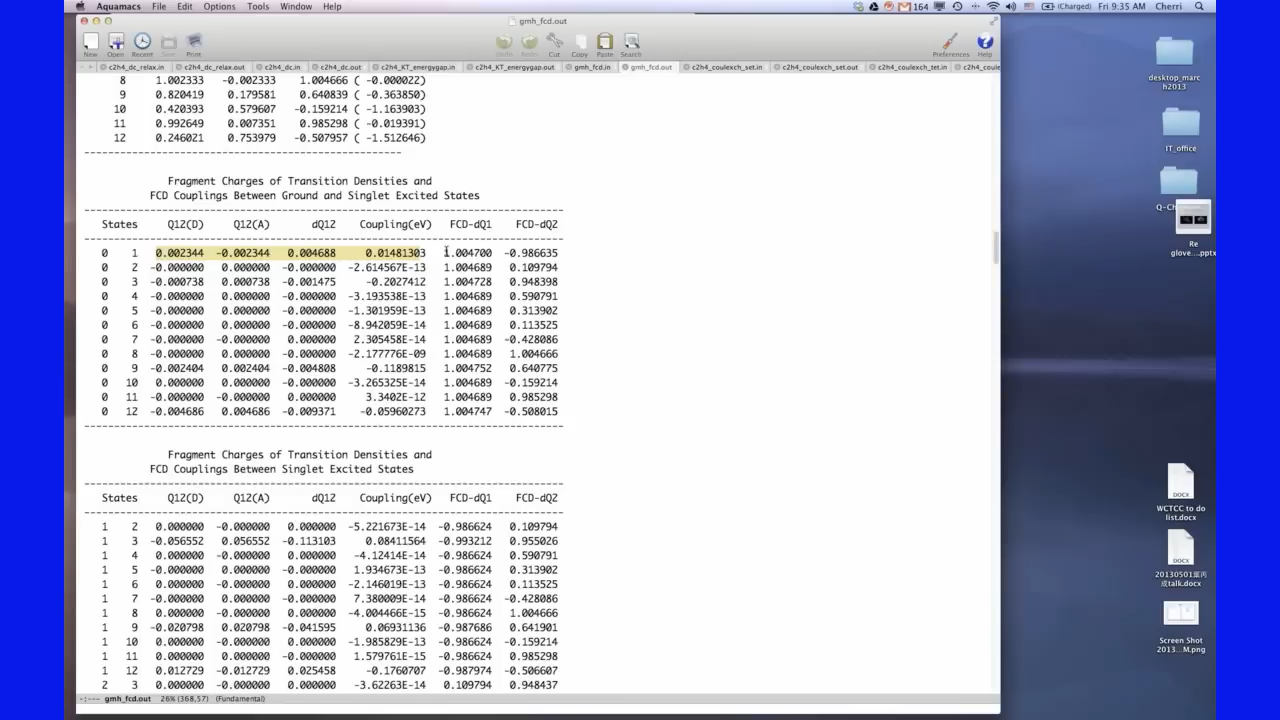 Aquamacs File Edit Options Tools Window Help 164 (Charged) Fri 9:35 AM Cherri
gmh_fcd.out
New Open Recent Save Print Undo Redo Cut Copy Paste Search Preferences Help
c2h4_dc_relax.in c2h4_dc_relax.out c2h4_dc.in c2h4_dc.out c2h4_KT_energygap.in c2h4_KT_energygap.out gmh_fcd.in gmh_fcd.out c2h4_coulexch_set.in c2h4_coulexch_set.out c2h4_coulexch_tet.in c2h4_coule
8 1.002333 -0.002333 1.004666 ( -0.000022)
9 0.820419 0.179581 0.640839 ( -0.363850)
10 0.420393 0.579607 -0.159214 ( -1.163903)
11 0.992649 0.007351 0.985298 ( -0.019391)
12 0.246021 0.753979 -0.507957 ( -1.512646)
------------------------------------------------------------
Fragment Charges of Transition Densities and
FCD Couplings Between Ground and Singlet Excited States
------------------------------------------------------------
States Q12(D) Q12(A) dQ12 Coupling(eV) FCD-dQ1 FCD-dQ2
------------------------------------------------------------
0 1 0.002344 -0.002344 0.004688 0.01481303 1.004700 -0.986635
0 2 -0.000000 0.000000 -0.000000 -2.614567E-13 1.004689 0.109794
0 3 -0.000738 0.000738 -0.001475 -0.2027412 1.004728 0.948398
0 4 -0.000000 0.000000 -0.000000 -3.193538E-13 1.004689 0.590791
0 5 -0.000000 0.000000 -0.000000 -1.301959E-13 1.004689 0.313902
0 6 -0.000000 0.000000 -0.000000 -8.942059E-14 1.004689 0.113525
0 7 -0.000000 0.000000 -0.000000 2.305458E-14 1.004689 -0.428086
0 8 -0.000000 0.000000 -0.000000 -2.177776E-09 1.004689 1.004666
0 9 -0.002404 0.002404 -0.004808 -0.1189815 1.004752 0.640775
0 10 0.000000 0.000000 -0.000000 -3.265325E-14 1.004689 -0.159214
0 11 -0.000000 0.000000 -0.000000 3.3402E-12 1.004689 0.985298
0 12 -0.004686 0.004686 -0.009371 -0.05960273 1.004747 -0.508015
------------------------------------------------------------
Fragment Charges of Transition Densities and
FCD Couplings Between Singlet Excited States
------------------------------------------------------------
States Q12(D) Q12(A) dQ12 Coupling(eV) FCD-dQ1 FCD-dQ2
------------------------------------------------------------
1 2 0.000000 -0.000000 0.000000 -5.221673E-14 -0.986624 0.109794
1 3 -0.056552 0.056552 -0.113103 0.08411564 -0.993212 0.955026
1 4 0.000000 -0.000000 0.000000 -4.12414E-14 -0.986624 0.590791
1 5 0.000000 -0.000000 0.000000 1.934673E-13 -0.986624 0.313902
1 6 0.000000 -0.000000 0.000000 -2.146019E-13 -0.986624 0.113525
1 7 0.000000 -0.000000 0.000000 7.380009E-14 -0.986624 -0.428086
1 8 0.000000 -0.000000 0.000000 -4.004466E-15 -0.986624 1.004666
1 9 -0.020798 0.020798 -0.041595 0.06931136 -0.987686 0.641901
1 10 0.000000 -0.000000 0.000000 -1.985829E-13 -0.986624 -0.159214
1 11 0.000000 0.000000 -0.000000 1.579761E-15 -0.986624 0.985298
1 12 0.012729 -0.012729 0.025458 -0.1760707 -0.987974 -0.506607
2 3 0.000000 -0.000000 0.000000 -3.62263E-14 0.109794 0.948437
-:--- gmh_fcd.out 26% (368,57) (Fundamental)
desktop_marc
h2013
IT_office
Q-Ch
Re
glove....pptx
WCTCC to do
list.docx
20130501葉丙
成talk.docx
Screen Shot
2013...M.png